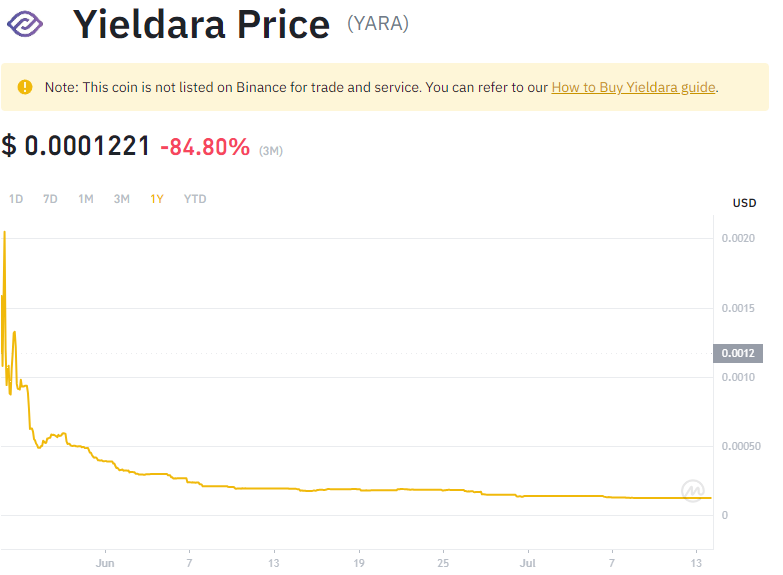 Yieldara Price (YARA)
Note: This coin is not listed on Binance for trade and service. You can refer to our How to Buy Yieldara guide.
$ 0.0001221 -84.80% (3M)
1D 7D 1M 3M 1Y YTD
USD
0.0020
0.0015
0.0012
0.0010
0.00050
0
Jun 7 13 19 25 Jul 7 13